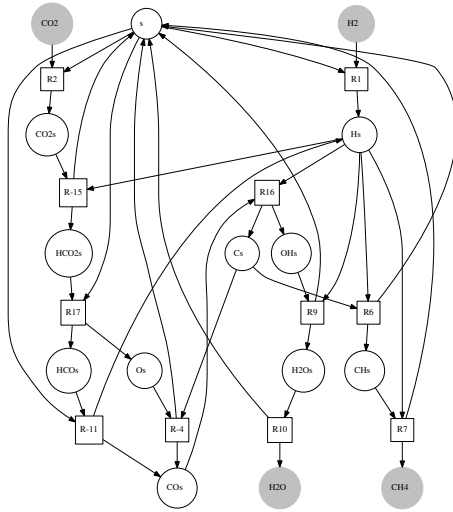 CO2
s
H2
R2
R1
CO2s
Hs
R-15
R16
HCO2s
Cs
OHs
R17
R9
R6
HCOs
Os
H2Os
CHs
R-11
R-4
R10
R7
COs
H2O
CH4